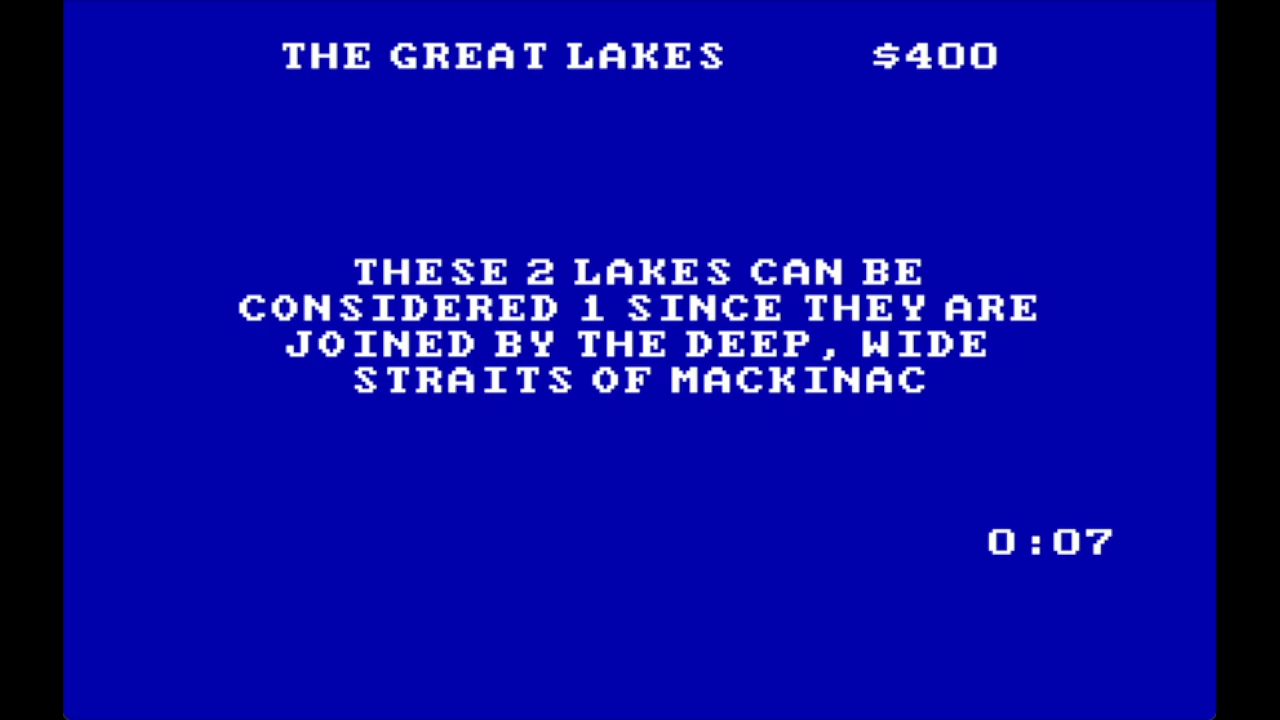 THE GREAT LAKES $400
THESE 2 LAKES CAN BE
CONSIDERED 1 SINCE THEY ARE
JOINED BY THE DEEP, WIDE
STRAITS OF MACKINAC
0:07